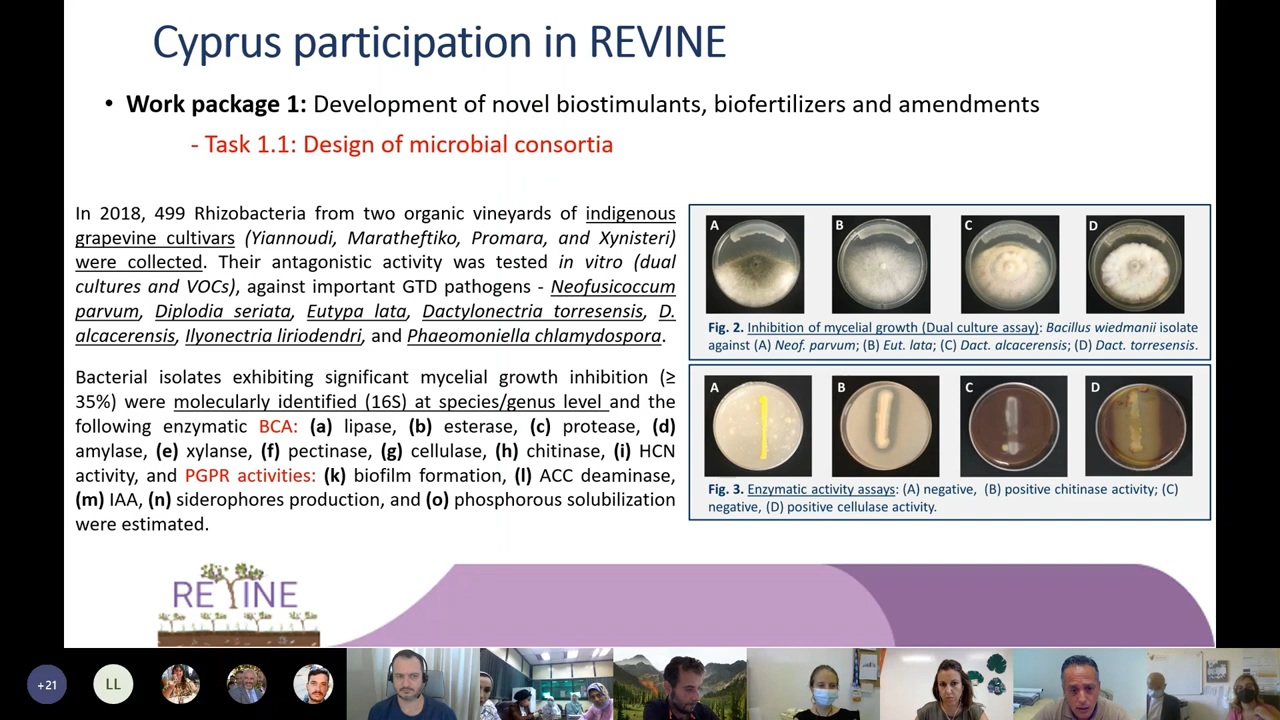 Cyprus participation in REVINE
• Work package 1: Development of novel biostimulants, biofertilizers and amendments
- Task 1.1: Design of microbial consortia
In 2018, 499 Rhizobacteria from two organic vineyards of indigenous
grapevine cultivars (Yiannoudi, Maratheftiko, Promara, and Xynisteri)
were collected. Their antagonistic activity was tested in vitro (dual
cultures and VOCs), against important GTD pathogens - Neofusicoccum
parvum, Diplodia seriata, Eutypa lata, Dactylonectria torresensis, D.
alcacerensis, Ilyonectria liriodendri, and Phaeomoniella chlamydospora.
Bacterial isolates exhibiting significant mycelial growth inhibition (≥
35%) were molecularly identified (16S) at species/genus level and the
following enzymatic BCA: (a) lipase, (b) esterase, (c) protease, (d)
amylase, (e) xylanse, (f) pectinase, (g) cellulase, (h) chitinase, (i) HCN
activity, and PGPR activities: (k) biofilm formation, (l) ACC deaminase,
(m) IAA, (n) siderophores production, and (o) phosphorous solubilization
were estimated.
A B C D
Fig. 2. Inhibition of mycelial growth (Dual culture assay): Bacillus wiedmanii isolate
against (A) Neof. parvum; (B) Eut. lata; (C) Dact. alcacerensis; (D) Dact. torresensis.
A B C D
Fig. 3. Enzymatic activity assays: (A) negative, (B) positive chitinase activity; (C)
negative, (D) positive cellulase activity.
REVINE
+21 LL